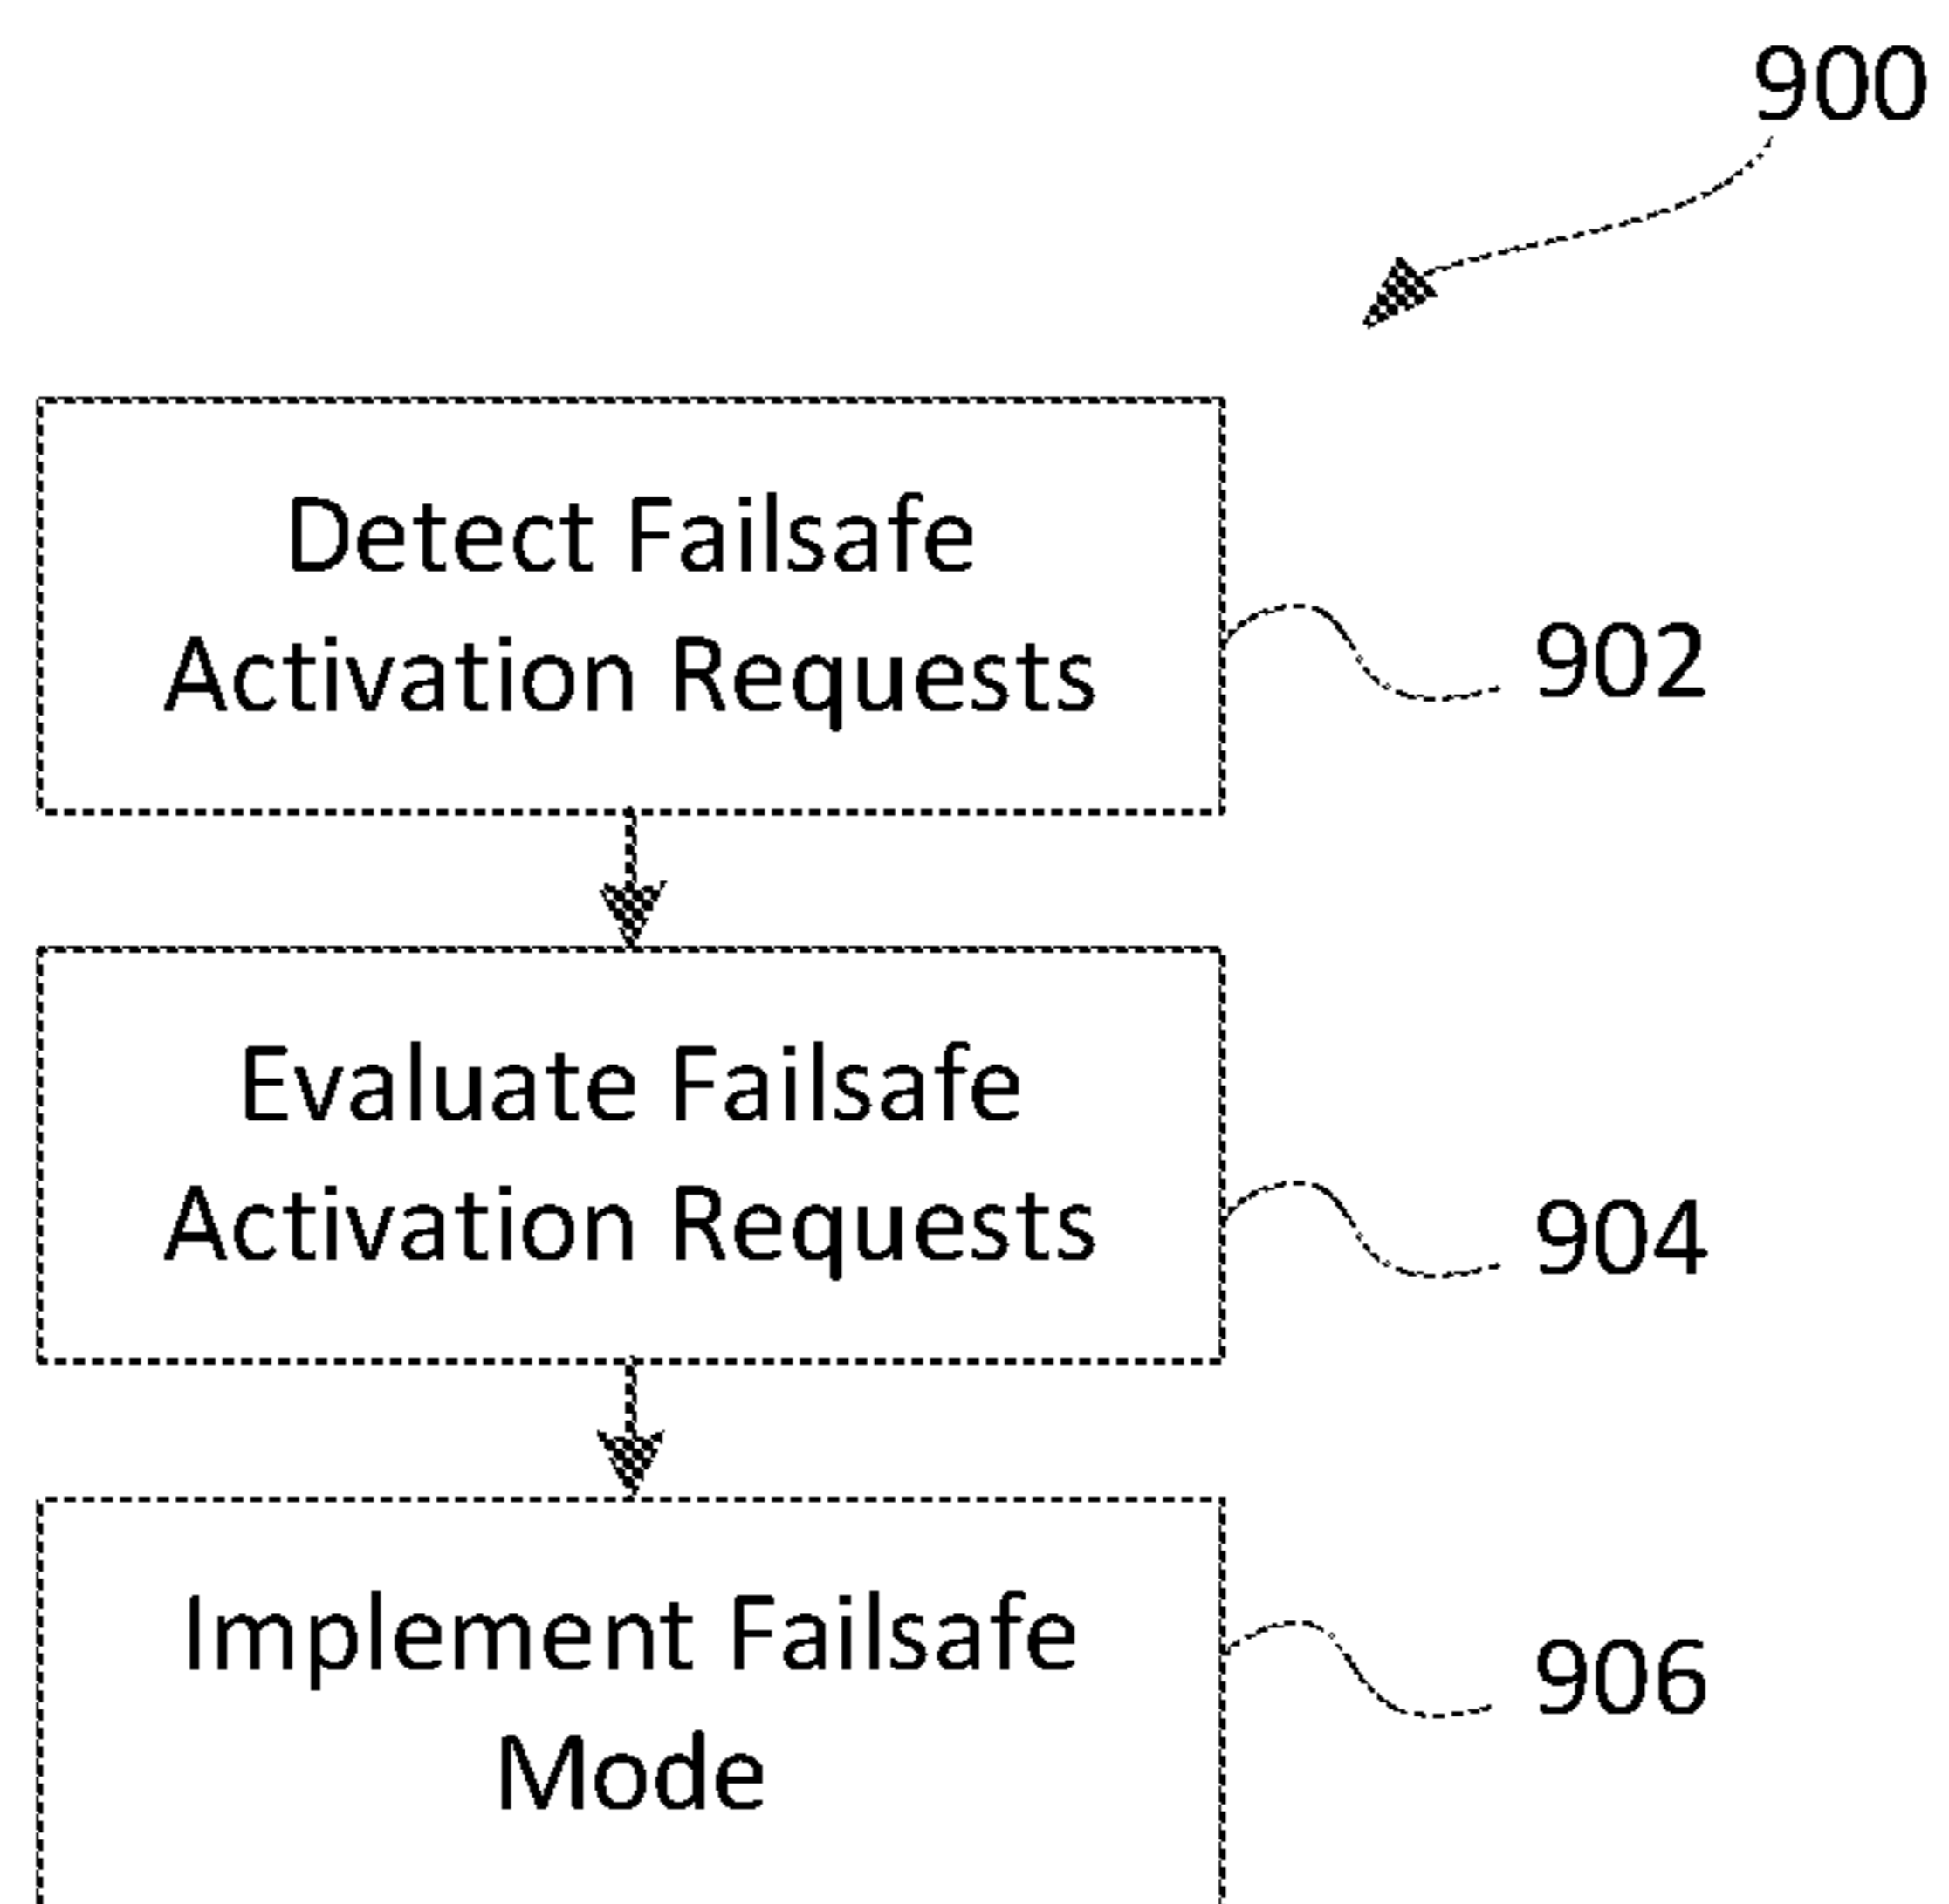 900
Detect Failsafe
Activation Requests
902
Evaluate Failsafe
Activation Requests
904
Implement Failsafe
Mode
906